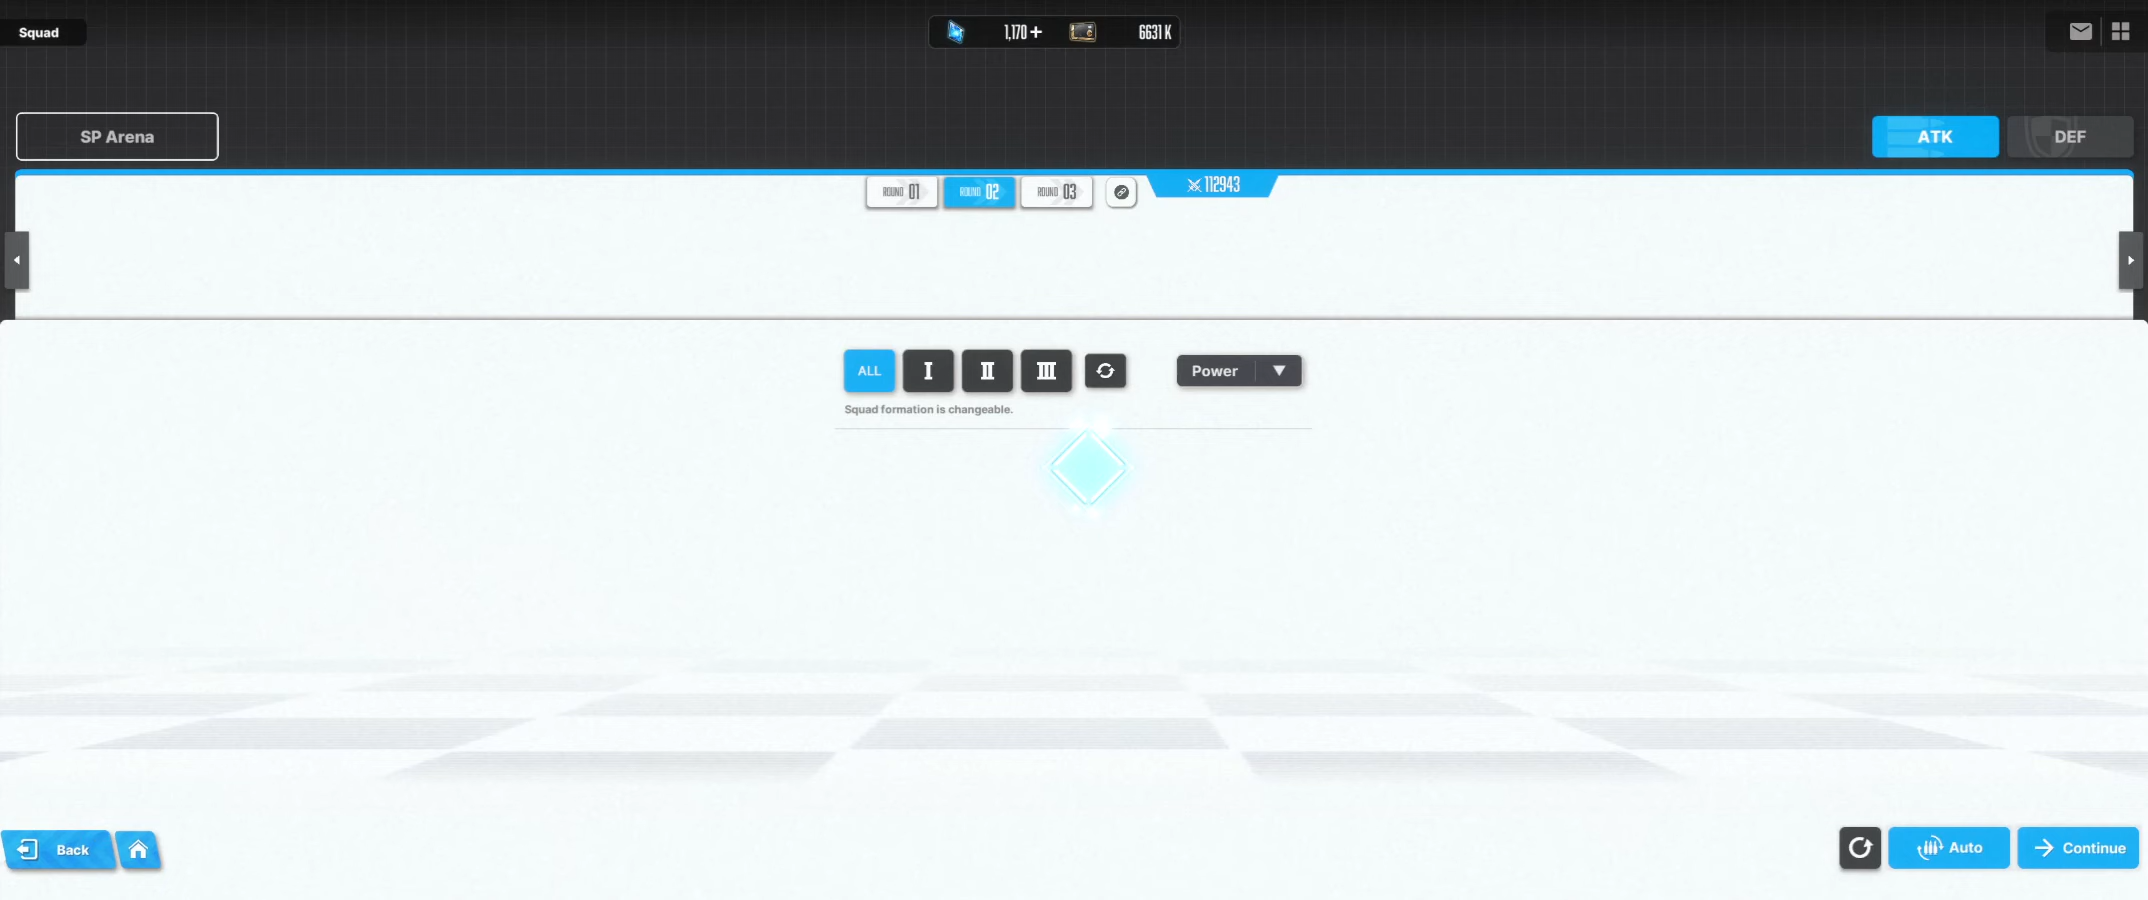 Squad
1,170 +
6631 K
SP Arena
ATK
DEF
ROUND 01
ROUND 02
ROUND 03
112943
ALL
I
II
III
Power
Squad formation is changeable.
Back
Auto
Continue